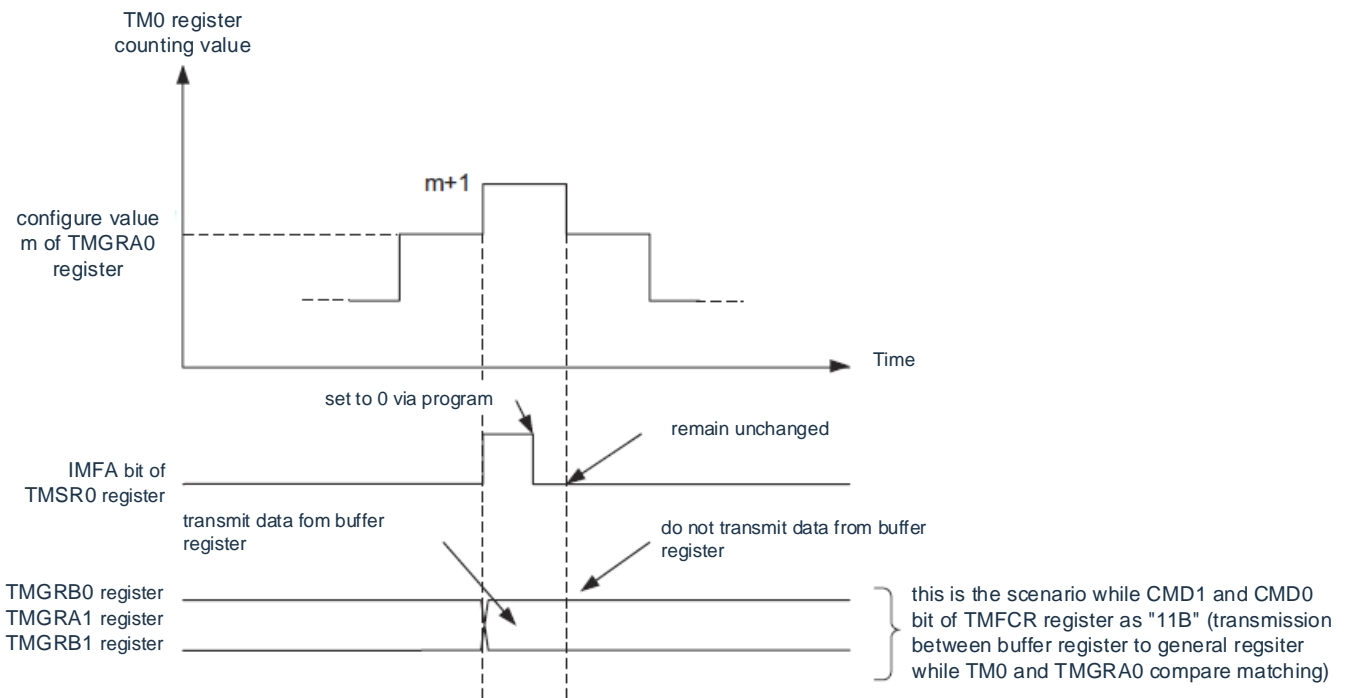 TM0 register
counting value
m+1
configure value
m of TMGRA0
register
Time
set to 0 via program
remain unchanged
IMFA bit of
TMSR0 register
transmit data fom buffer
register
do not transmit data from buffer
register
TMGRB0 register
TMGRA1 register
TMGRB1 register
this is the scenario while CMD1 and CMD0
bit of TMFCR register as "11B" (transmission
between buffer register to general regsiter
while TM0 and TMGRA0 compare matching)